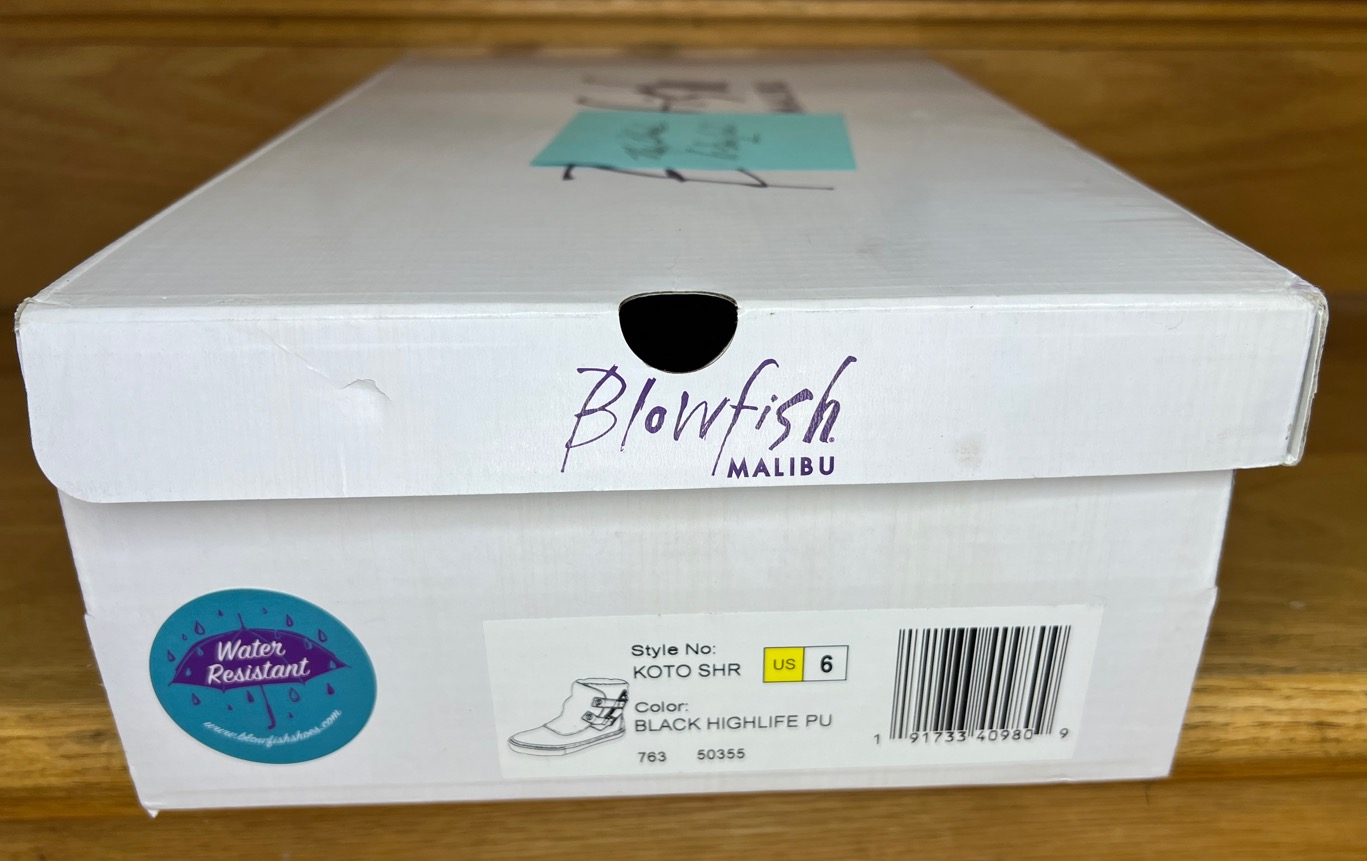 Blowfish
MALIBU
Water
Resistant
www.blowfishshoes.com
Style No:
KOTO SHR
US 6
Color:
BLACK HIGHLIFE PU
763 50355
1 91733 40980 9